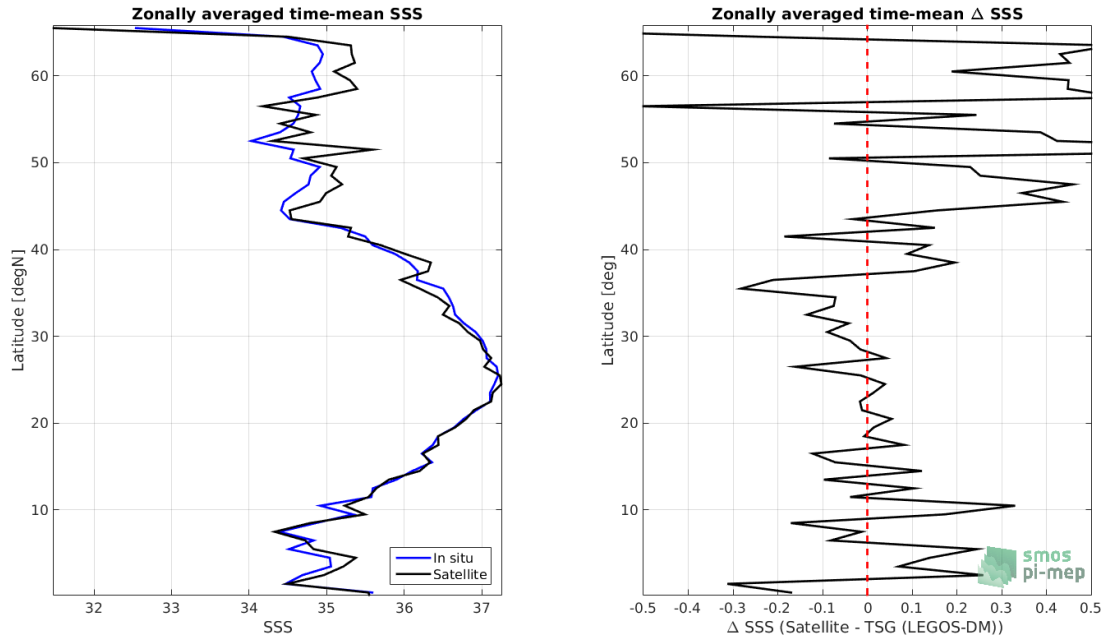 Zonally averaged time-mean SSS
Latitude [degN]
60
50
40
30
20
10
32 33 34 35 36 37
SSS
In situ
Satellite
Zonally averaged time-mean Δ SSS
Latitude [deg]
60
50
40
30
20
10
-0.5 -0.4 -0.3 -0.2 -0.1 0 0.1 0.2 0.3 0.4 0.5
Δ SSS (Satellite - TSG (LEGOS-DM))
smos
pi-mep